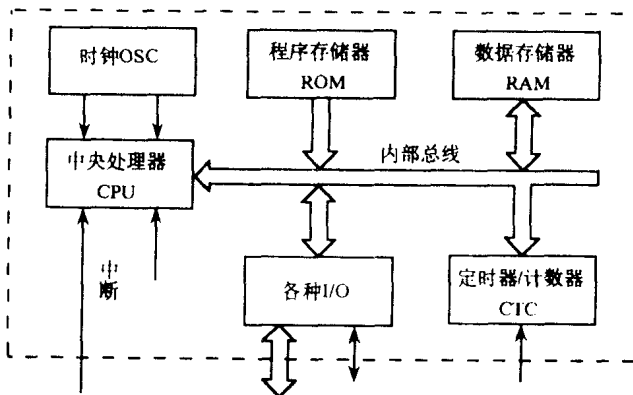 时钟OSC
程序存储器
ROM
数据存储器
RAM
中央处理器
CPU
内部总线
中断
各种I/O
定时器/计数器
CTC